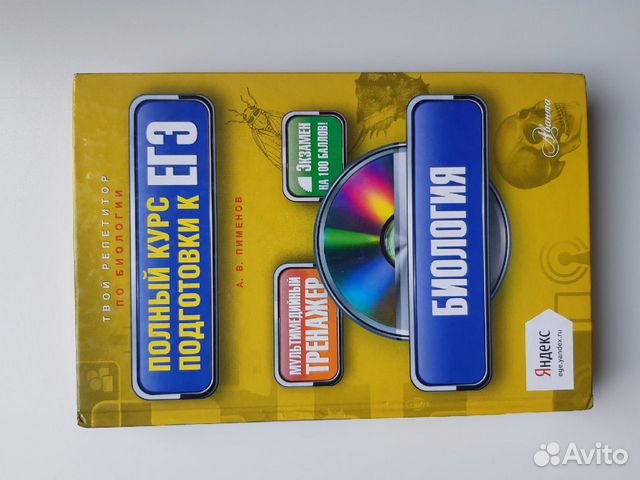 ТВОЙ РЕПЕТИТОР
ПО БИОЛОГИИ
ПОЛНЫЙ КУРС
ПОДГОТОВКИ К ЕГЭ
А. В. ПИМЕНОВ
МУЛЬТИМЕДИЙНЫЙ
ТРЕНАЖЕР
ЭКЗАМЕН
НА 100 БАЛЛОВ!
БИОЛОГИЯ
Яндекс
ege.yandex.ru
Аванта
Avito